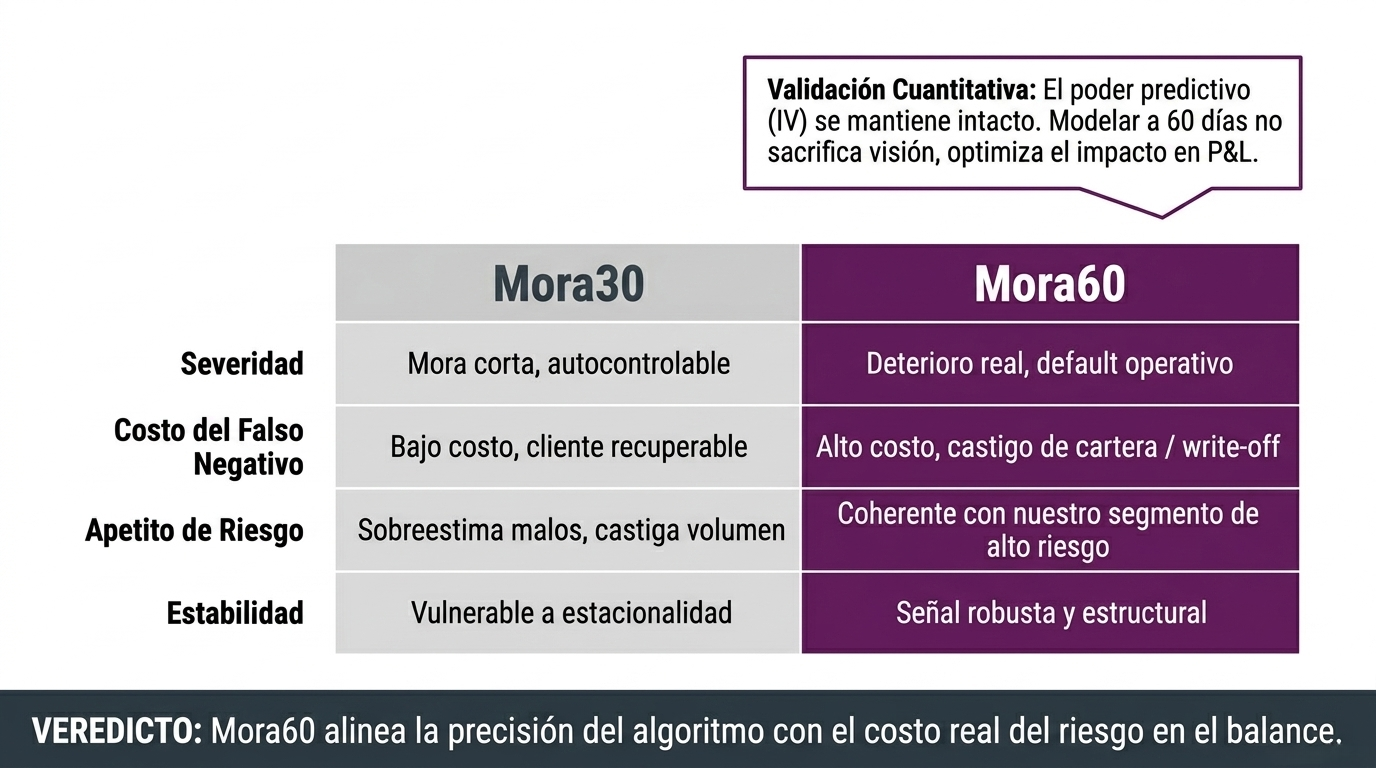 Validación Cuantitativa: El poder predictivo
(IV) se mantiene intacto. Modelar a 60 días no
sacrifica visión, optimiza el impacto en P&L.
Mora30
Mora60
Severidad
Mora corta, autocontrolable
Deterioro real, default operativo
Costo del Falso
Negativo
Bajo costo, cliente recuperable
Alto costo, castigo de cartera / write-off
Apetito de Riesgo
Sobreestima malos, castiga volumen
Coherente con nuestro segmento de
alto riesgo
Estabilidad
Vulnerable a estacionalidad
Señal robusta y estructural
VEREDICTO: Mora60 alinea la precisión del algoritmo con el costo real del riesgo en el balance.